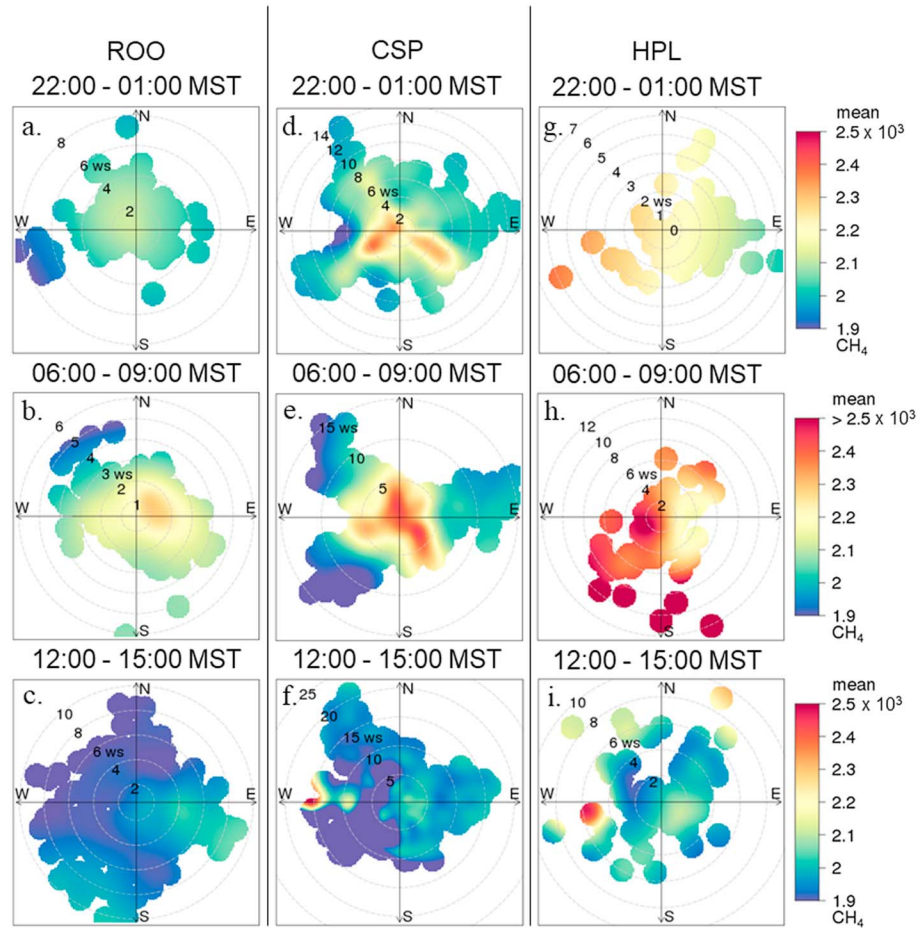 ROO CSP HPL
22:00 - 01:00 MST 22:00 - 01:00 MST 22:00 - 01:00 MST
a. N 8 6 ws 4 2 W E S
d. N 14 12 10 8 6 ws 4 2 W E S
g. N 7 6 5 4 3 2 ws 1 0 W E S
mean
2.5 x 10³
2.4
2.3
2.2
2.1
2
1.9
CH₄
06:00 - 09:00 MST 06:00 - 09:00 MST 06:00 - 09:00 MST
b. N 6 5 4 3 ws 2 1 W E S
e. N 15 ws 10 5 W E S
h. N 12 10 8 6 ws 4 2 W E S
mean
> 2.5 x 10³
2.4
2.3
2.2
2.1
2
1.9
CH₄
12:00 - 15:00 MST 12:00 - 15:00 MST 12:00 - 15:00 MST
c. N 10 8 6 ws 4 2 W E S
f. N 25 20 15 ws 10 5 W E S
i. N 10 8 6 ws 4 2 W E S
mean
2.5 x 10³
2.4
2.3
2.2
2.1
2
1.9
CH₄